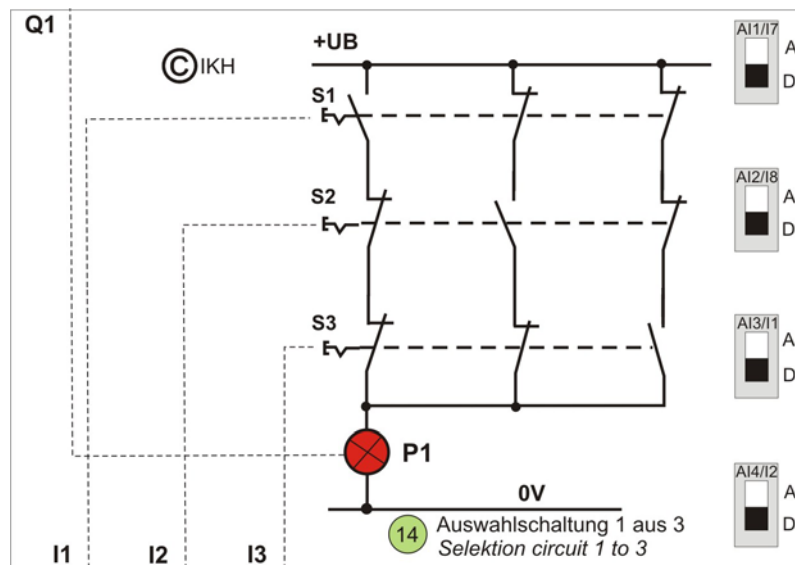 Q1
© IKH
+UB
S1
S2
S3
P1
0V
14
Auswahlschaltung 1 aus 3
Selektion circuit 1 to 3
I1
I2
I3
AI1/I7
A
D
AI2/I8
A
D
AI3/I1
A
D
AI4/I2
A
D